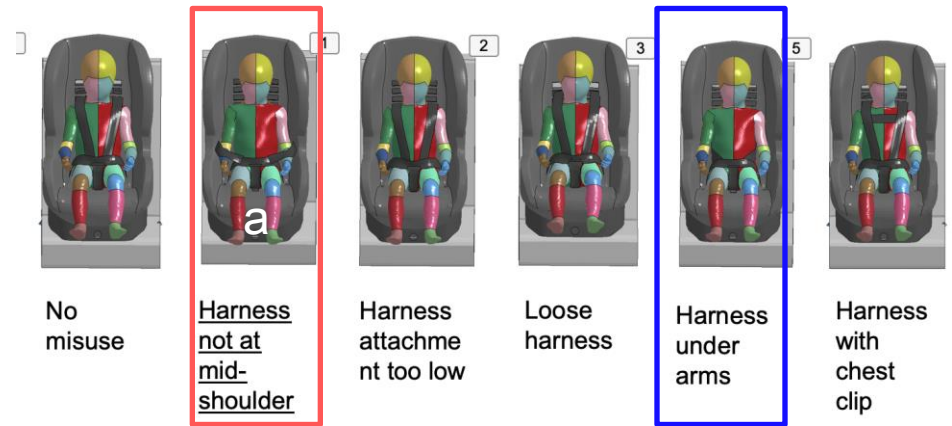 1
2
3
5
a
No
misuse
Harness
not at
mid-
shoulder
Harness
attachme
nt too low
Loose
harness
Harness
under
arms
Harness
with
chest
clip